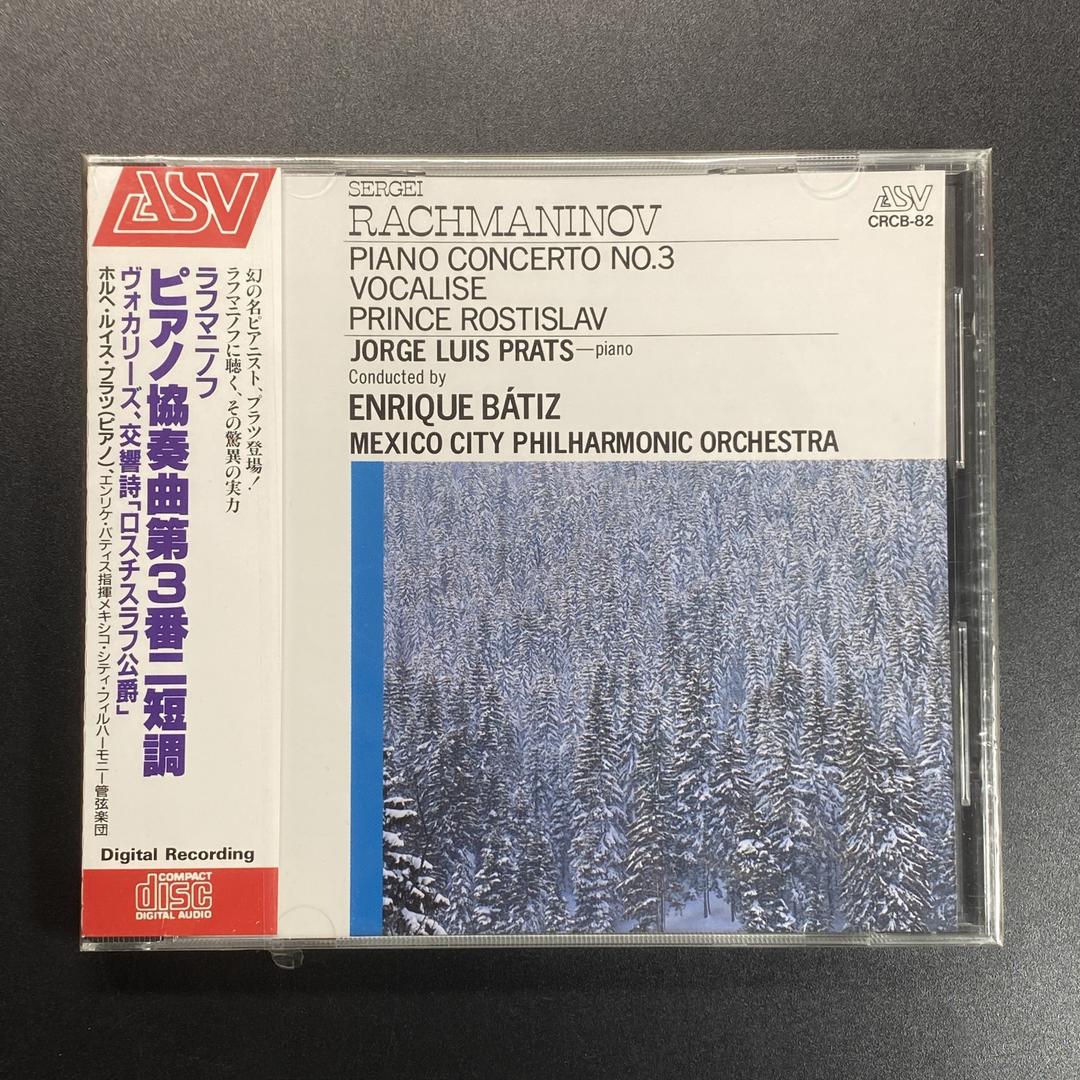 ASV
幻の名ピアニスト、プラツ登場!
ラフマニノフに聴く、その驚異の実力
ラフマニノフ
ピアノ協奏曲第3番ニ短調
ヴォカリーズ、交響詩「ロスチスラフ公爵」
ホルヘ・ルイス・プラツ(ピアノ)、エンリケ・バティス指揮メキシコ・シティ・フィルハーモニー管弦楽団
Digital Recording
COMPACT
disc
DIGITAL AUDIO
SERGEI
RACHMANINOV
PIANO CONCERTO NO.3
VOCALISE
PRINCE ROSTISLAV
JORGE LUIS PRATS—piano
Conducted by
ENRIQUE BÁTIZ
MEXICO CITY PHILHARMONIC ORCHESTRA
ASV
CRCB-82